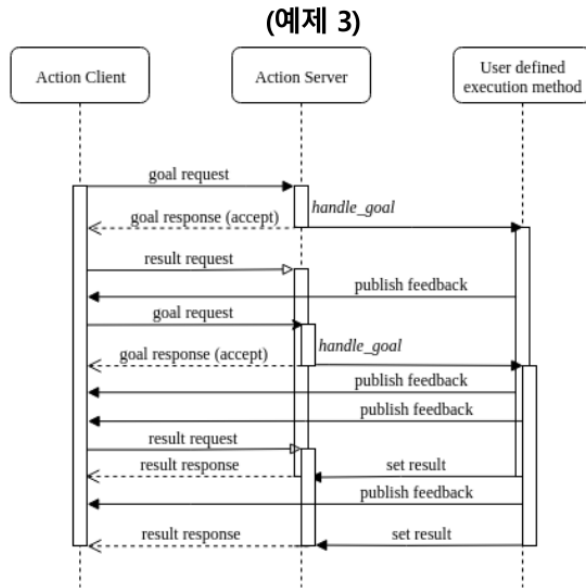 (예제 3)
Action Client
Action Server
User defined
execution method
goal request
handle_goal
goal response (accept)
result request
publish feedback
goal request
handle_goal
goal response (accept)
publish feedback
publish feedback
result request
result response
set result
publish feedback
result response
set result